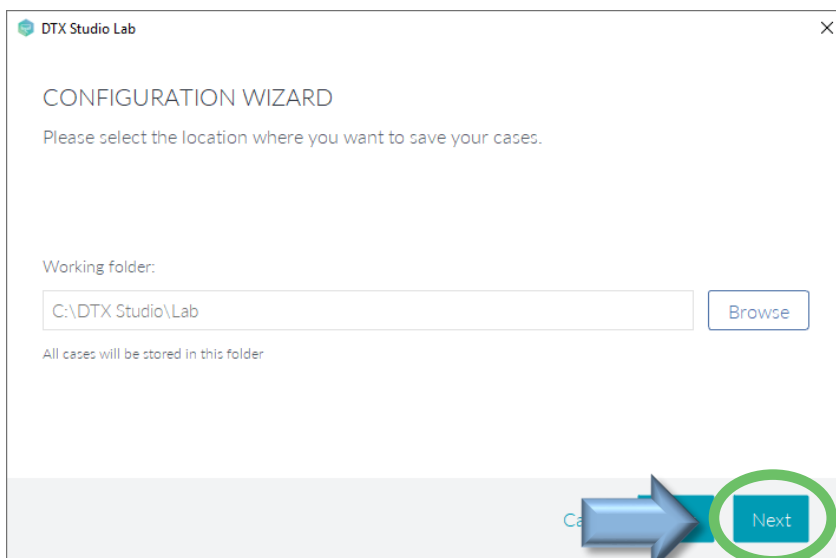 DTX Studio Lab
CONFIGURATION WIZARD
Please select the location where you want to save your cases.
Working folder:
C:\DTX Studio\Lab
Browse
All cases will be stored in this folder
Next